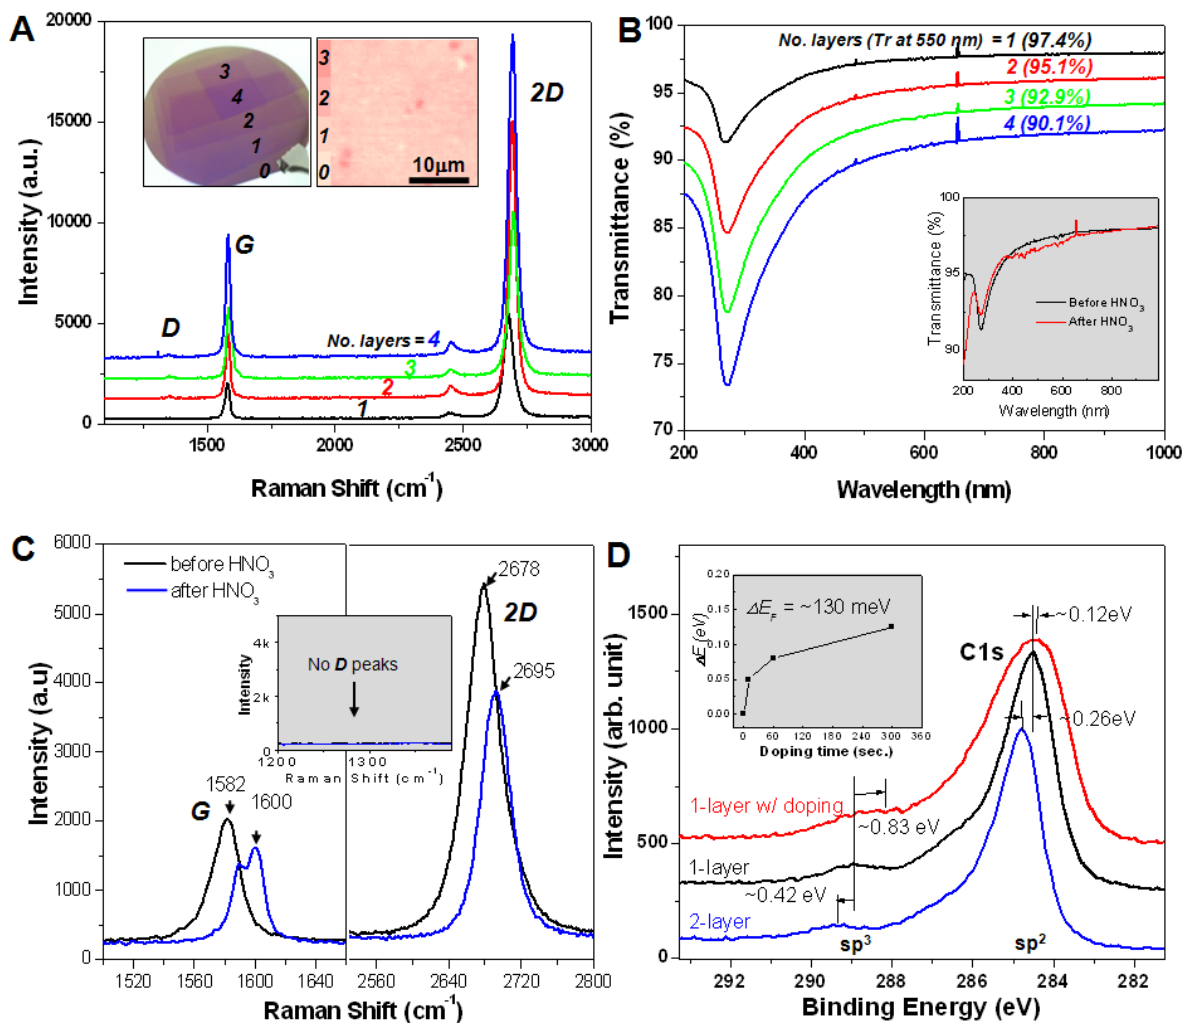 A
20000
15000
10000
5000
0
Intensity (a.u.)
1500
2000
2500
3000
Raman Shift (cm-1)
3
4
2
1
0
3
2
1
0
10μm
D
G
2D
No. layers = 4
3
2
1
B
100
95
90
85
80
75
70
Transmittance (%)
200
400
600
800
1000
Wavelength (nm)
No. layers (Tr at 550 nm) = 1 (97.4%)
2 (95.1%)
3 (92.9%)
4 (90.1%)
100
95
90
Transmittance (%)
Before HNO3
After HNO3
200
400
600
800
Wavelength (nm)
C
6000
5000
4000
3000
2000
1000
0
Intensity (a.u)
before HNO3
after HNO3
2678
2D
2695
1582
G
1600
4k
2k
0
Intensity
No D peaks
1200
1300
Raman Shift (cm-1)
1520
1560
1600
1640
2560
2640
2720
2800
Raman Shift (cm-1)
D
1500
1000
500
0
Intensity (arb. unit)
0.20
0.15
0.10
0.05
0.00
ΔE (eV)
ΔEF = ~130 meV
0
60
120
180
240
300
360
Doping time (sec.)
C1s
~0.12eV
~0.26eV
1-layer w/ doping
~0.83 eV
1-layer
~0.42 eV
2-layer
sp3
sp2
292
290
288
286
284
282
Binding Energy (eV)